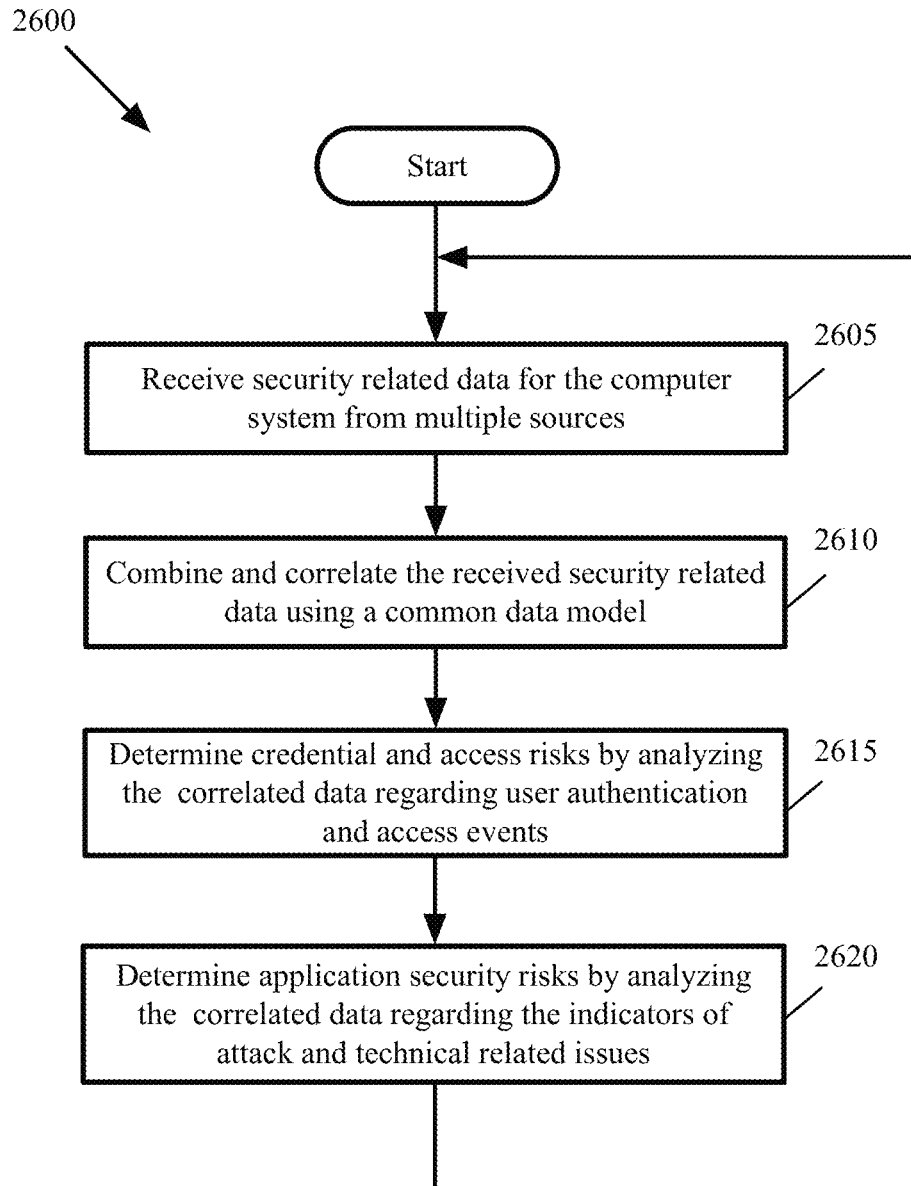 2600
Start
2605
Receive security related data for the computer
system from multiple sources
2610
Combine and correlate the received security related
data using a common data model
2615
Determine credential and access risks by analyzing
the correlated data regarding user authentication
and access events
2620
Determine application security risks by analyzing
the correlated data regarding the indicators of
attack and technical related issues